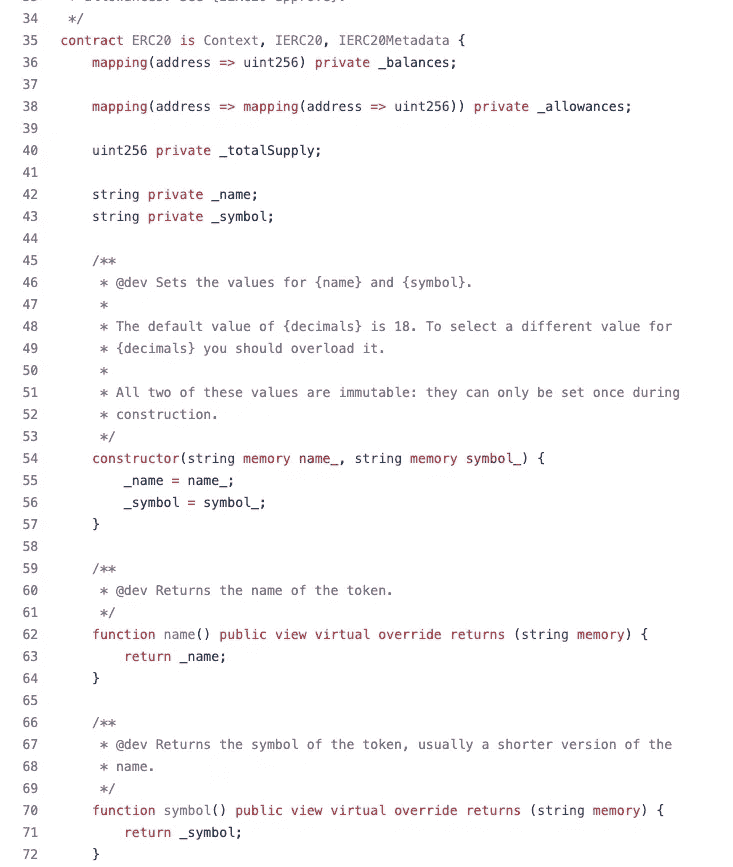 34 */
35 contract ERC20 is Context, IERC20, IERC20Metadata {
36 mapping(address => uint256) private _balances;
37
38 mapping(address => mapping(address => uint256)) private _allowances;
39
40 uint256 private _totalSupply;
41
42 string private _name;
43 string private _symbol;
44
45 /**
46 * @dev Sets the values for {name} and {symbol}.
47 *
48 * The default value of {decimals} is 18. To select a different value for
49 * {decimals} you should overload it.
50 *
51 * All two of these values are immutable: they can only be set once during
52 * construction.
53 */
54 constructor(string memory name_, string memory symbol_) {
55 _name = name_;
56 _symbol = symbol_;
57 }
58
59 /**
60 * @dev Returns the name of the token.
61 */
62 function name() public view virtual override returns (string memory) {
63 return _name;
64 }
65
66 /**
67 * @dev Returns the symbol of the token, usually a shorter version of the
68 * name.
69 */
70 function symbol() public view virtual override returns (string memory) {
71 return _symbol;
72 }